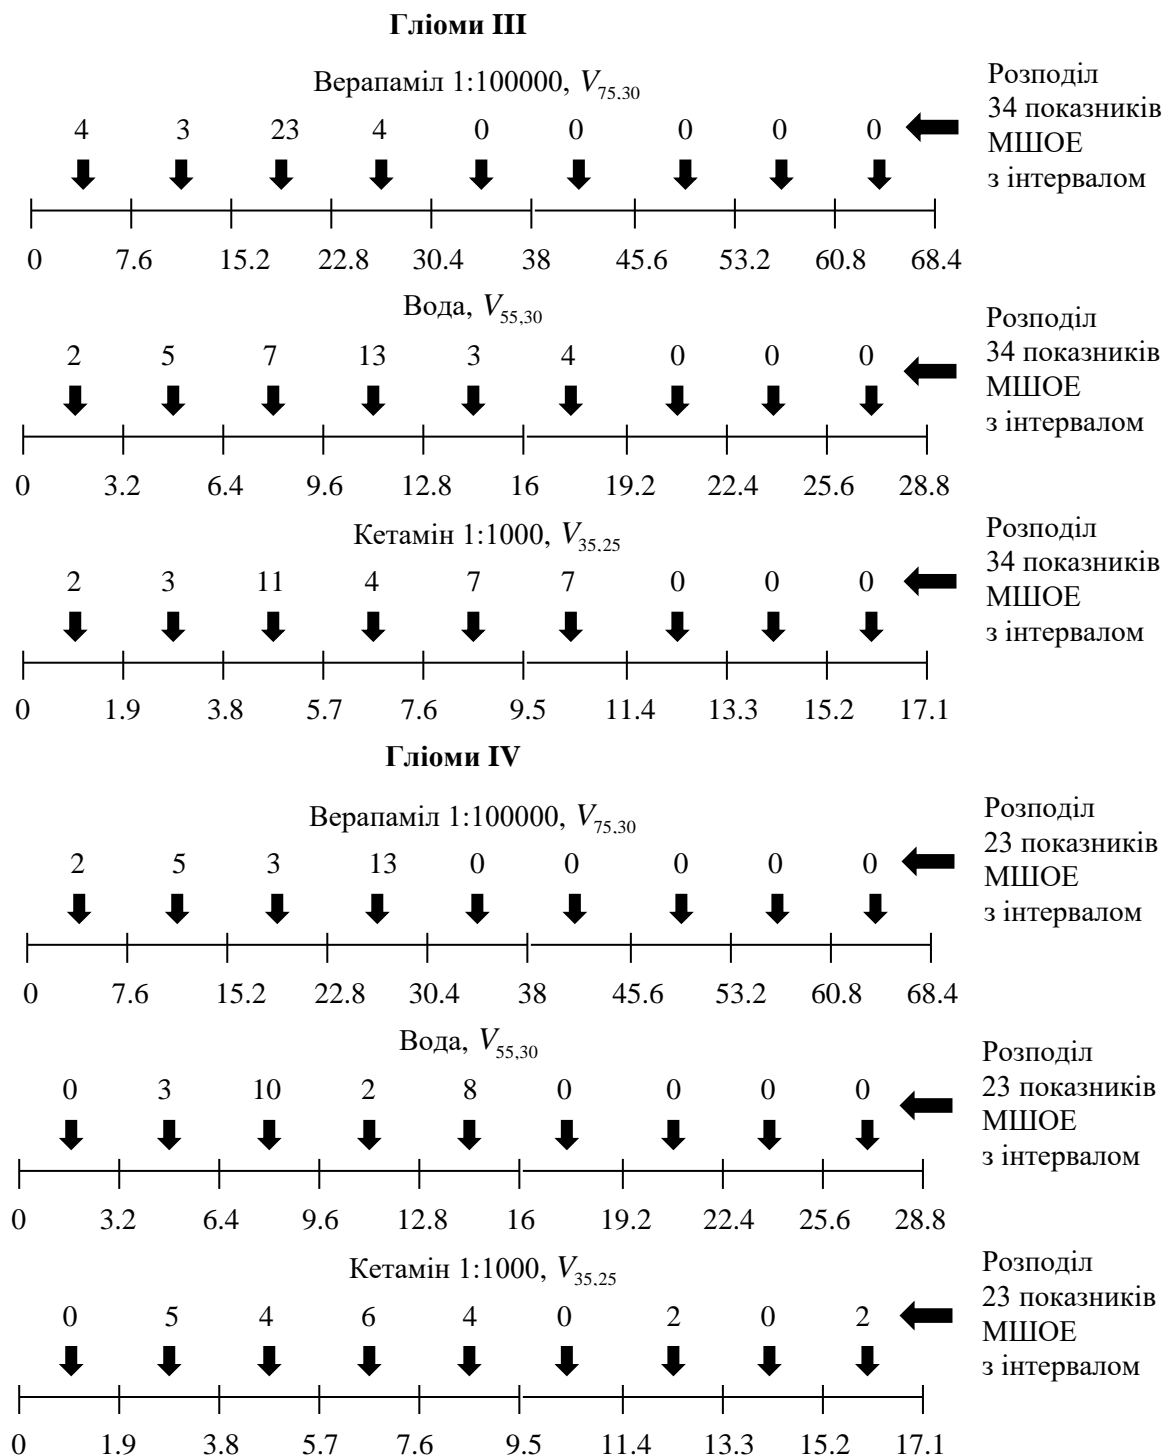 Гліоми III
Верапаміл 1:100000, V75,30
4 3 23 4 0 0 0 0 0
Розподіл
34 показників
МШОЕ
з інтервалом
0 7.6 15.2 22.8 30.4 38 45.6 53.2 60.8 68.4
Вода, V55,30
2 5 7 13 3 4 0 0 0
Розподіл
34 показників
МШОЕ
з інтервалом
0 3.2 6.4 9.6 12.8 16 19.2 22.4 25.6 28.8
Кетамін 1:1000, V35,25
2 3 11 4 7 7 0 0 0
Розподіл
34 показників
МШОЕ
з інтервалом
0 1.9 3.8 5.7 7.6 9.5 11.4 13.3 15.2 17.1
Гліоми IV
Верапаміл 1:100000, V75,30
2 5 3 13 0 0 0 0 0
Розподіл
23 показників
МШОЕ
з інтервалом
0 7.6 15.2 22.8 30.4 38 45.6 53.2 60.8 68.4
Вода, V55,30
0 3 10 2 8 0 0 0 0
Розподіл
23 показників
МШОЕ
з інтервалом
0 3.2 6.4 9.6 12.8 16 19.2 22.4 25.6 28.8
Кетамін 1:1000, V35,25
0 5 4 6 4 0 2 0 2
Розподіл
23 показників
МШОЕ
з інтервалом
0 1.9 3.8 5.7 7.6 9.5 11.4 13.3 15.2 17.1